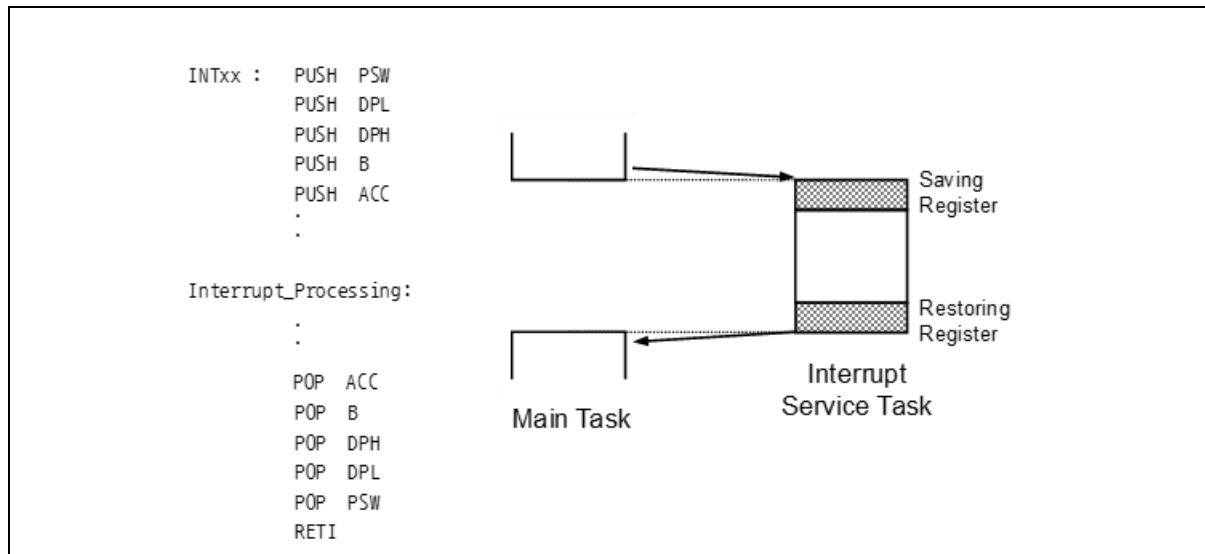 INTxx : PUSH PSW
PUSH DPL
PUSH DPH
PUSH B
PUSH ACC
.
.
Interrupt_Processing:
.
.
POP ACC
POP B
POP DPH
POP DPL
POP PSW
RETI
Main Task
Saving
Register
Restoring
Register
Interrupt
Service Task